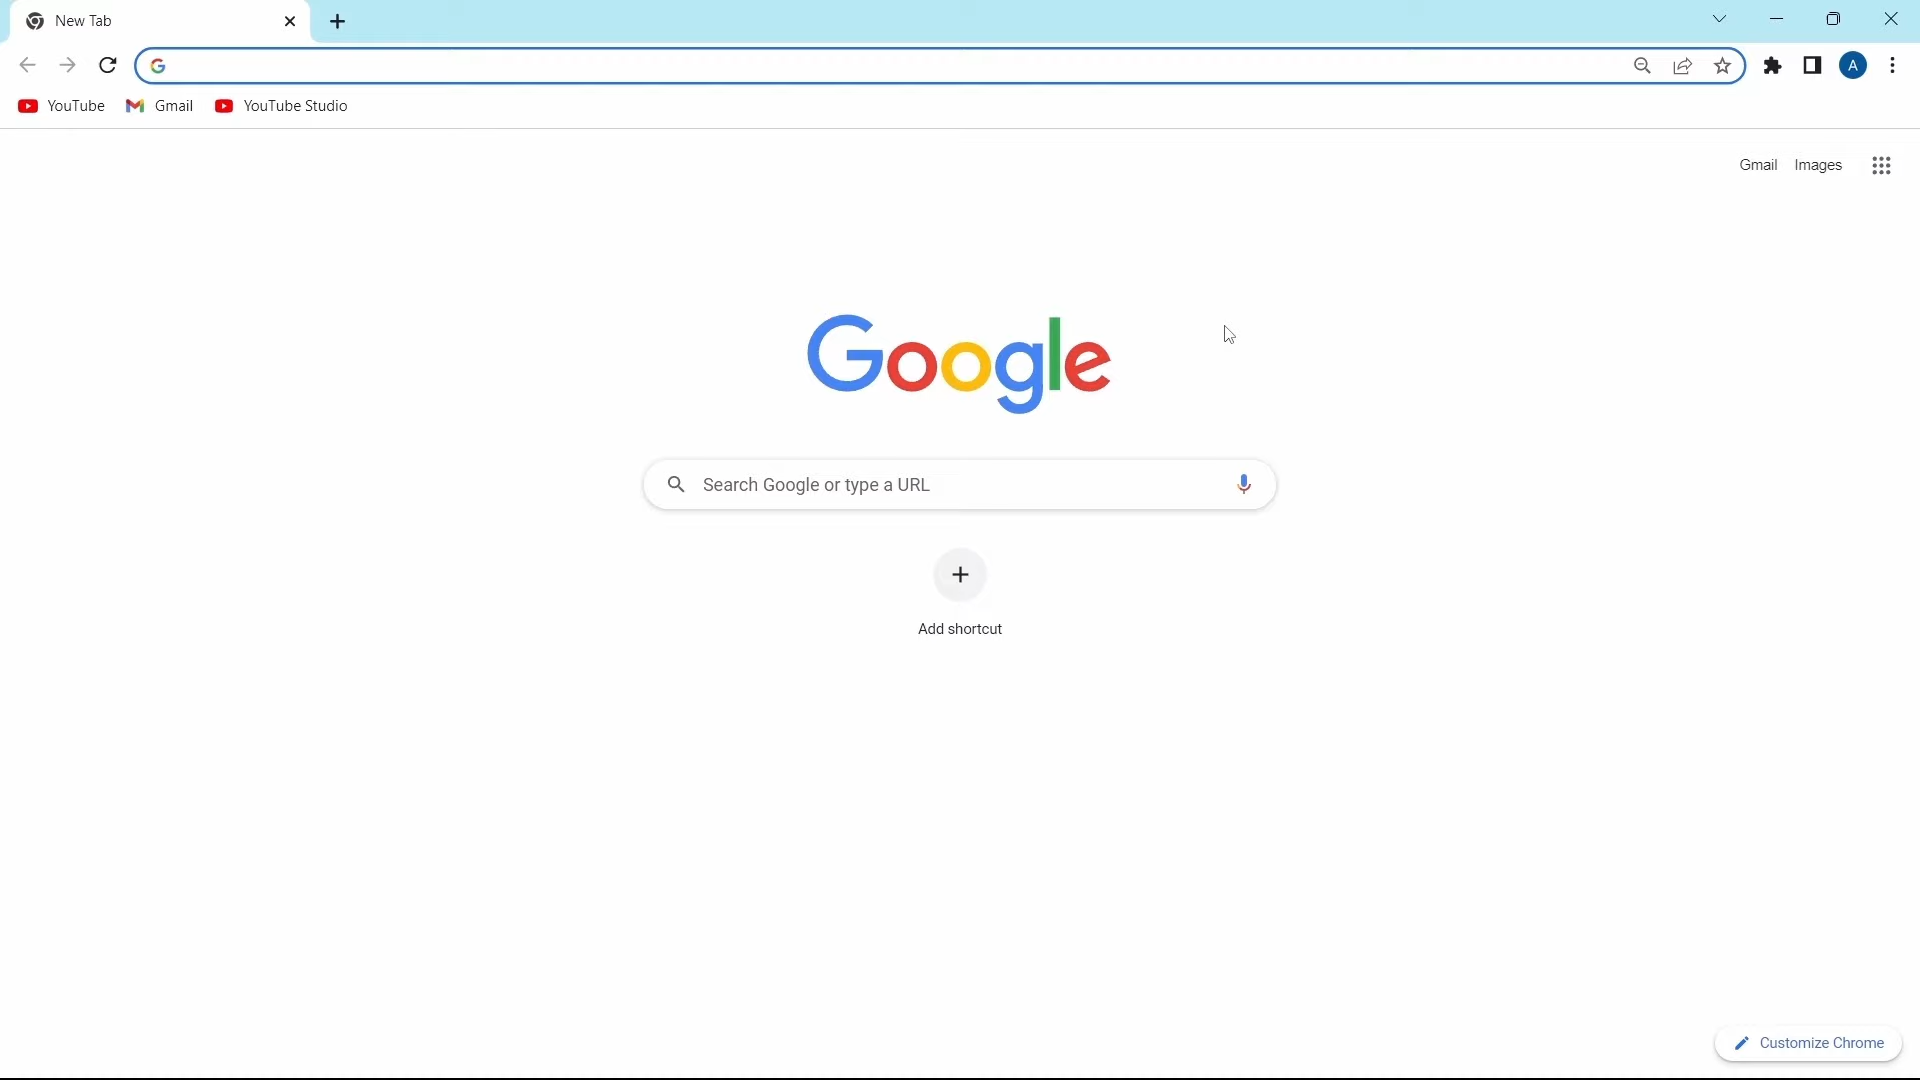 New Tab
G
A
YouTube
Gmail
YouTube Studio
Gmail
Images
Google
Search Google or type a URL
Add shortcut
Customize Chrome